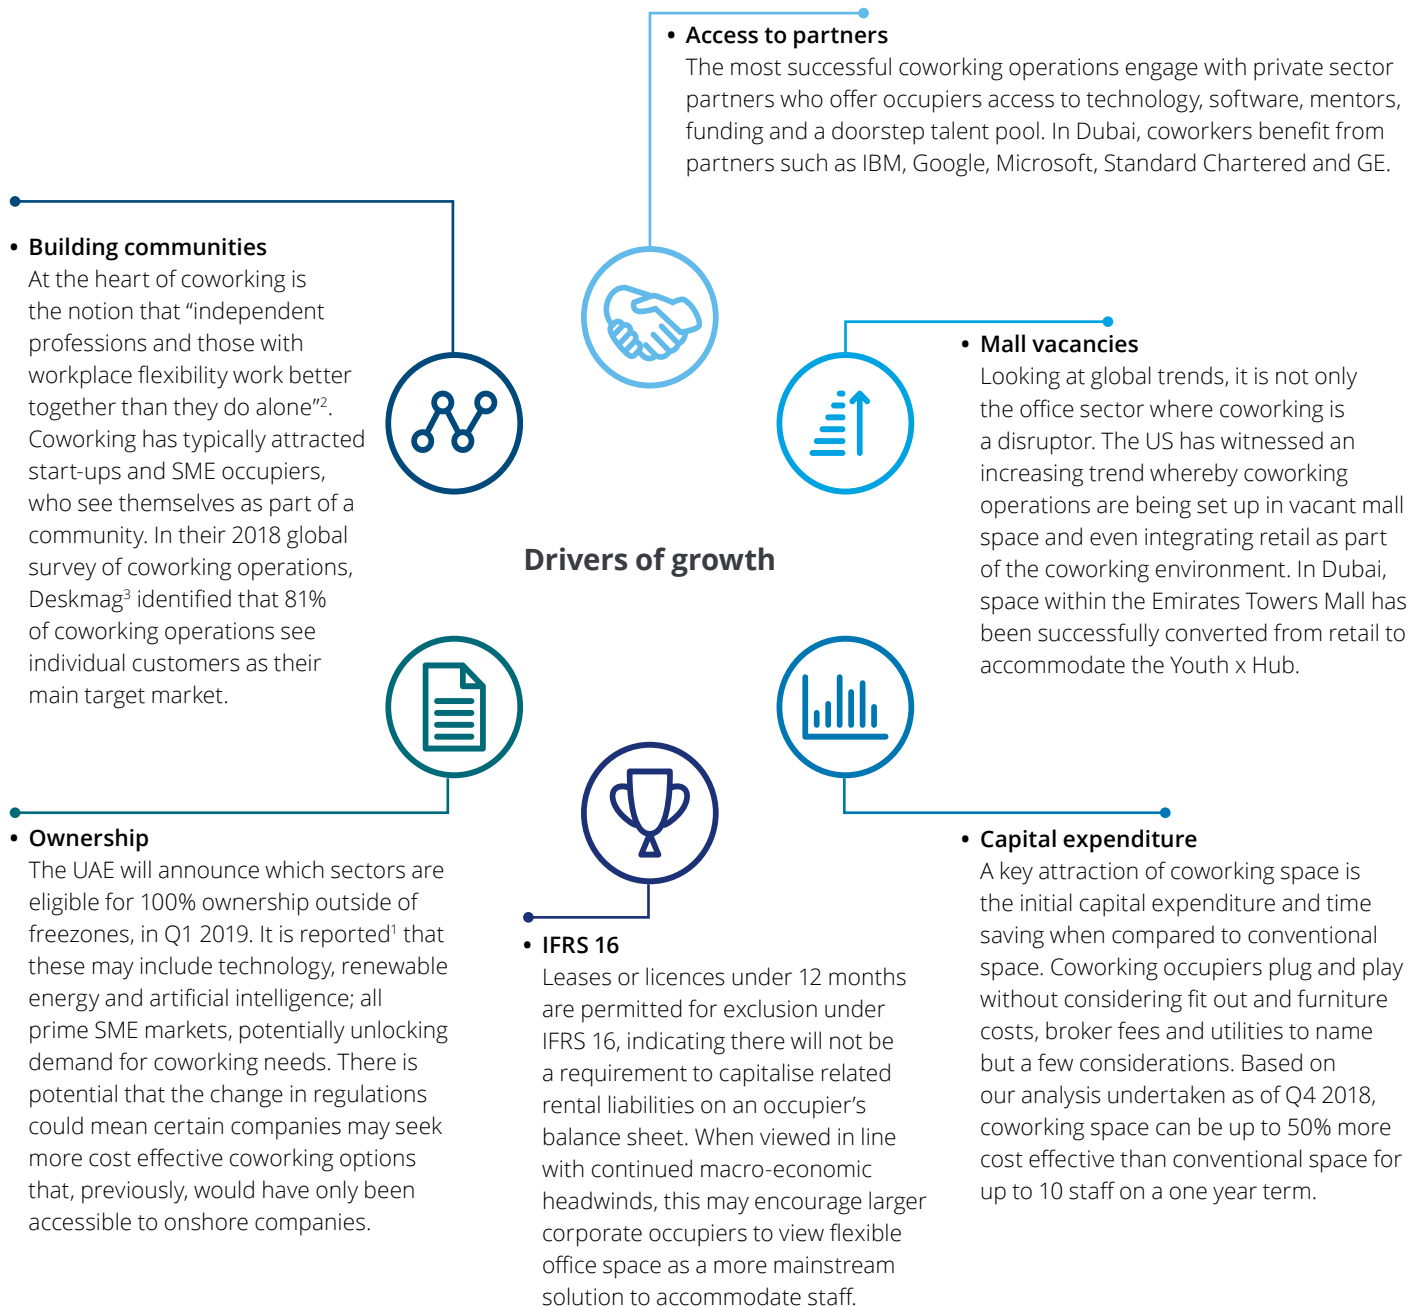 • Access to partners
The most successful coworking operations engage with private sector
partners who offer occupiers access to technology, software, mentors,
funding and a doorstep talent pool. In Dubai, coworkers benefit from
partners such as IBM, Google, Microsoft, Standard Chartered and GE.
• Building communities
At the heart of coworking is
the notion that “independent
professions and those with
workplace flexibility work better
together than they do alone”².
Coworking has typically attracted
start-ups and SME occupiers,
who see themselves as part of a
community. In their 2018 global
survey of coworking operations,
Deskmag³ identified that 81%
of coworking operations see
individual customers as their
main target market.
• Mall vacancies
Looking at global trends, it is not only
the office sector where coworking is
a disruptor. The US has witnessed an
increasing trend whereby coworking
operations are being set up in vacant mall
space and even integrating retail as part
of the coworking environment. In Dubai,
space within the Emirates Towers Mall has
been successfully converted from retail to
accommodate the Youth x Hub.
Drivers of growth
• Ownership
The UAE will announce which sectors are
eligible for 100% ownership outside of
freezones, in Q1 2019. It is reported¹ that
these may include technology, renewable
energy and artificial intelligence; all
prime SME markets, potentially unlocking
demand for coworking needs. There is
potential that the change in regulations
could mean certain companies may seek
more cost effective coworking options
that, previously, would have only been
accessible to onshore companies.
• IFRS 16
Leases or licences under 12 months
are permitted for exclusion under
IFRS 16, indicating there will not be
a requirement to capitalise related
rental liabilities on an occupier’s
balance sheet. When viewed in line
with continued macro-economic
headwinds, this may encourage larger
corporate occupiers to view flexible
office space as a more mainstream
solution to accommodate staff.
• Capital expenditure
A key attraction of coworking space is
the initial capital expenditure and time
saving when compared to conventional
space. Coworking occupiers plug and play
without considering fit out and furniture
costs, broker fees and utilities to name
but a few considerations. Based on
our analysis undertaken as of Q4 2018,
coworking space can be up to 50% more
cost effective than conventional space for
up to 10 staff on a one year term.